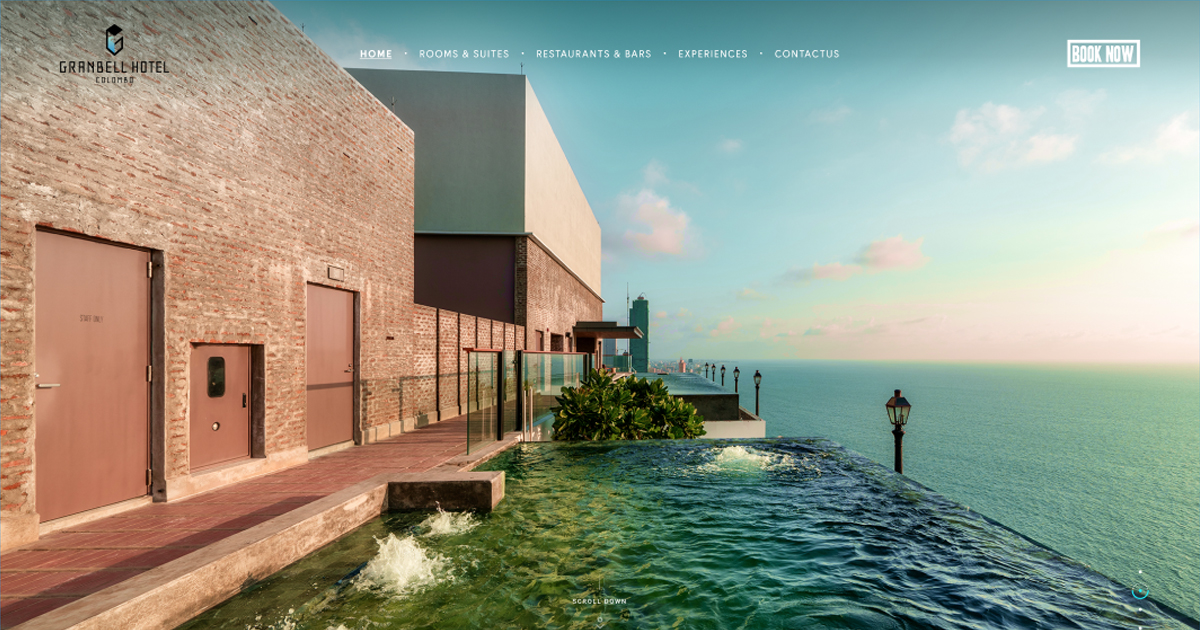 GRANBELL HOTEL
COLOMBO
HOME • ROOMS & SUITES • RESTAURANTS & BARS • EXPERIENCES • CONTACTUS
BOOK NOW
STAFF ONLY
SCROLL DOWN